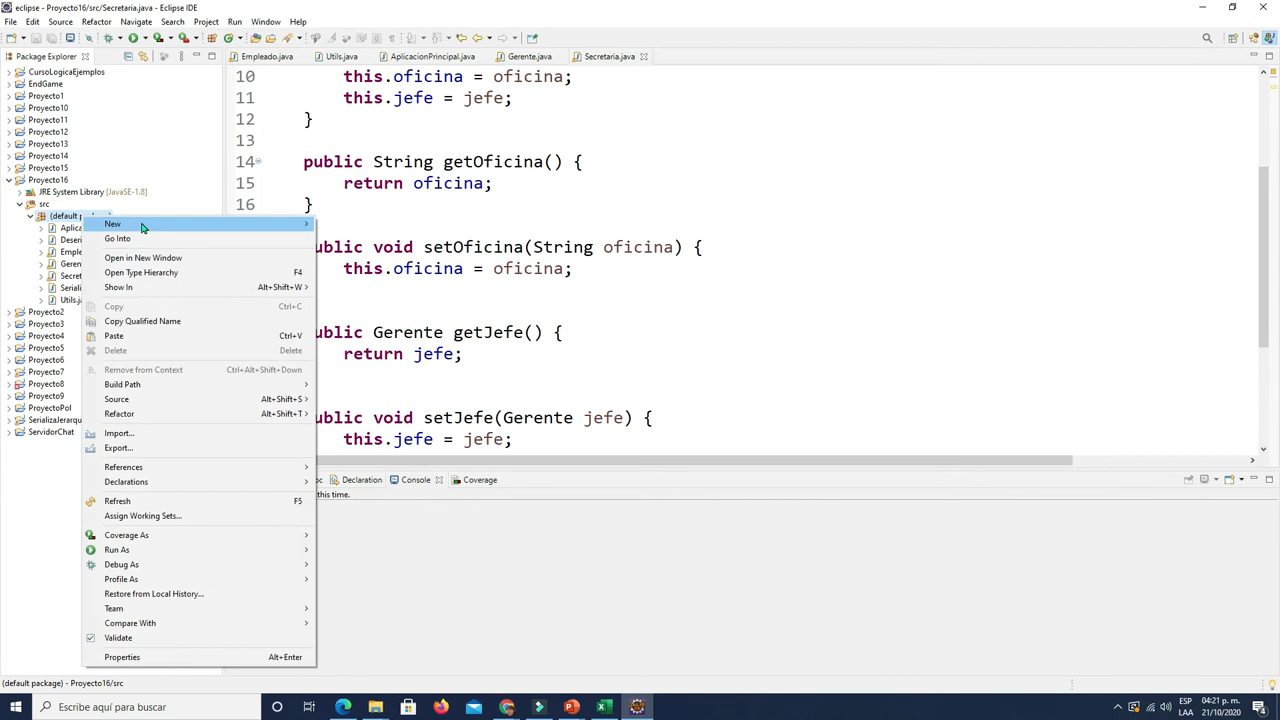 eclipse - Proyecto16/src/Secretaria.java - Eclipse IDE
File Edit Source Refactor Navigate Search Project Run Window Help
Package Explorer
Empleado.java Utils.java AplicacionPrincipal.java Gerente.java Secretaria.java
CursoLogicaEjemplos
EndGame
Proyecto1
Proyecto10
Proyecto11
Proyecto12
Proyecto13
Proyecto14
Proyecto15
Proyecto16
JRE System Library [JavaSE-1.8]
src
(default p
Aplica
Deseri
Emple
Geren
Secret
Seriali
Utils.j
Proyecto2
Proyecto3
Proyecto4
Proyecto5
Proyecto6
Proyecto7
Proyecto8
Proyecto9
ProyectoPol
SerializaJerarqu
ServidorChat
New
Go Into
Open in New Window
Open Type Hierarchy F4
Show In Alt+Shift+W
Copy Ctrl+C
Copy Qualified Name
Paste Ctrl+V
Delete Delete
Remove from Context Ctrl+Alt+Shift+Down
Build Path
Source Alt+Shift+S
Refactor Alt+Shift+T
Import...
Export...
References
Declarations
Refresh F5
Assign Working Sets...
Coverage As
Run As
Debug As
Profile As
Restore from Local History...
Team
Compare With
Validate
Properties Alt+Enter
10 this.oficina = oficina;
11 this.jefe = jefe;
12 }
13
14 public String getOficina() {
15 return oficina;
16 }
ublic void setOficina(String oficina) {
this.oficina = oficina;
ublic Gerente getJefe() {
return jefe;
ublic void setJefe(Gerente jefe) {
this.jefe = jefe;
oc Declaration Console Coverage
this time.
(default package) - Proyecto16/src
Escribe aquí para buscar
ESP
LAA
04:21 p. m.
21/10/2020
4